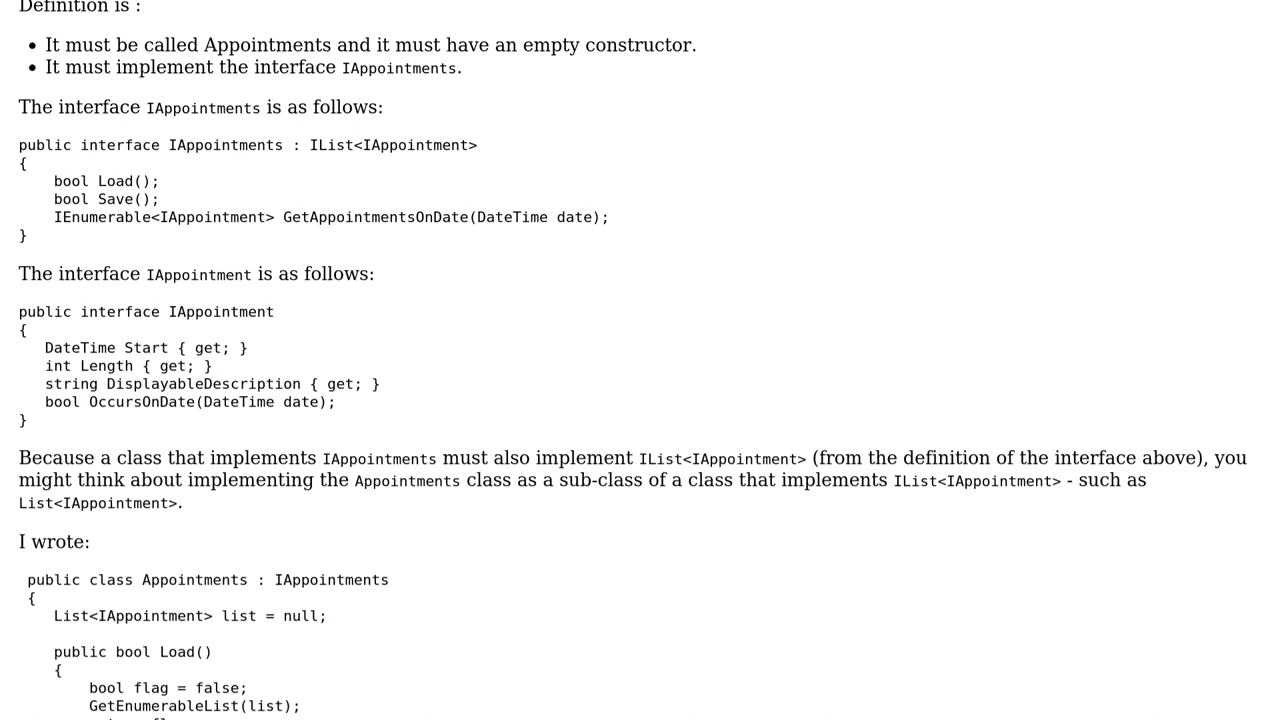 Definition is :
• It must be called Appointments and it must have an empty constructor.
• It must implement the interface IAppointments.
The interface IAppointments is as follows:
public interface IAppointments : IList<IAppointment>
{
    bool Load();
    bool Save();
    IEnumerable<IAppointment> GetAppointmentsOnDate(DateTime date);
}
The interface IAppointment is as follows:
public interface IAppointment
{
   DateTime Start { get; }
   int Length { get; }
   string DisplayableDescription { get; }
   bool OccursOnDate(DateTime date);
}
Because a class that implements IAppointments must also implement IList<IAppointment> (from the definition of the interface above), you
might think about implementing the Appointments class as a sub-class of a class that implements IList<IAppointment> - such as
List<IAppointment>.
I wrote:
 public class Appointments : IAppointments
 {
    List<IAppointment> list = null;
    public bool Load()
    {
        bool flag = false;
        GetEnumerableList(list);